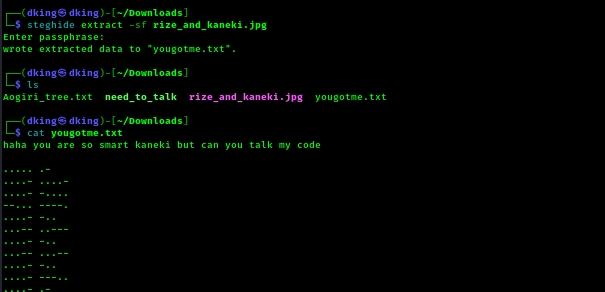 ┌──(dking㉿dking)-[~/Downloads]
└─$ steghide extract -sf rize_and_kaneki.jpg
Enter passphrase:
wrote extracted data to "yougotme.txt".
┌──(dking㉿dking)-[~/Downloads]
└─$ ls
Aogiri_tree.txt  need_to_talk  rize_and_kaneki.jpg  yougotme.txt
┌──(dking㉿dking)-[~/Downloads]
└─$ cat yougotme.txt
haha you are so smart kaneki but can you talk my code
..... .-
....- ....-
....- -....
--... ----.
....- -..
...-- ..---
....- -..
...-- ...--
....- -..
....- ---..
....- .-